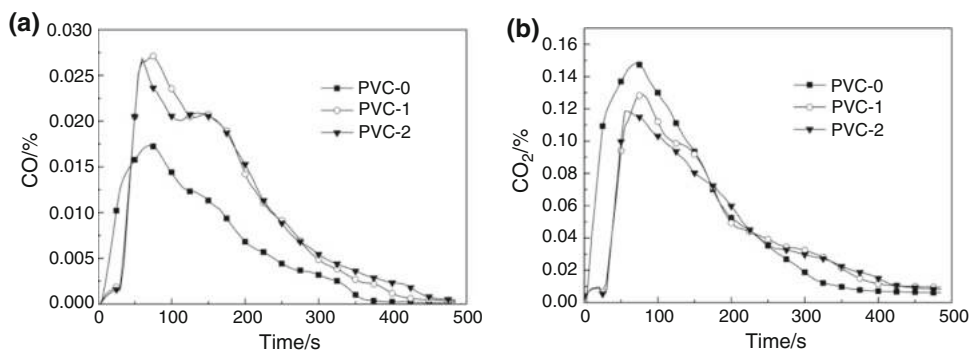 (a)
0.030
0.025
0.020
0.015
0.010
0.005
0.000
CO/%
PVC-0
PVC-1
PVC-2
0 100 200 300 400 500
Time/s
(b)
0.16
0.14
0.12
0.10
0.08
0.06
0.04
0.02
0.00
CO₂/%
PVC-0
PVC-1
PVC-2
0 100 200 300 400 500
Time/s